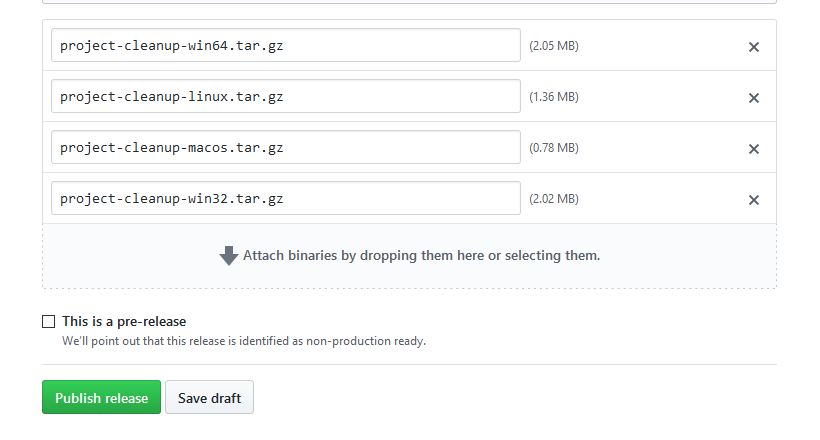 project-cleanup-win64.tar.gz (2.05 MB)
project-cleanup-linux.tar.gz (1.36 MB)
project-cleanup-macos.tar.gz (0.78 MB)
project-cleanup-win32.tar.gz (2.02 MB)
Attach binaries by dropping them here or selecting them.
This is a pre-release
We'll point out that this release is identified as non-production ready.
Publish release Save draft